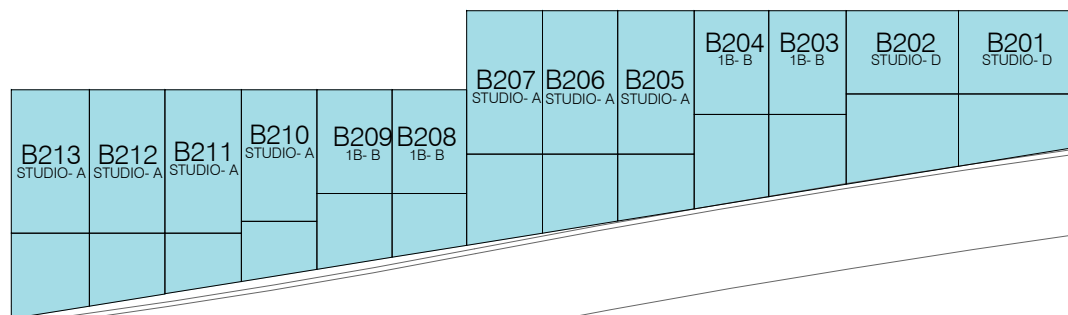 B213
STUDIO- A
B212
STUDIO- A
B211
STUDIO- A
B210
STUDIO- A
B209
1B- B
B208
1B- B
B207
STUDIO- A
B206
STUDIO- A
B205
STUDIO- A
B204
1B- B
B203
1B- B
B202
STUDIO- D
B201
STUDIO- D